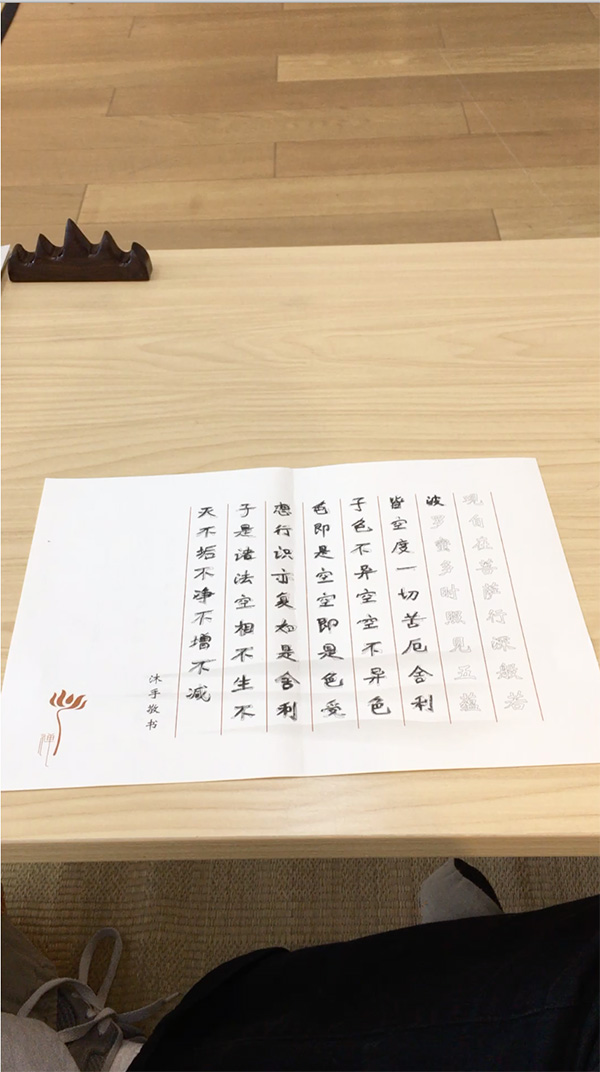 观自在菩萨行深般若
波罗蜜多时照见五蕴
皆空度一切苦厄舍利
子色不异空空不异色
色即是空空即是色受
想行识亦复如是舍利
子是诸法空相不生不
灭不垢不净不增不减
沐手敬书
禅